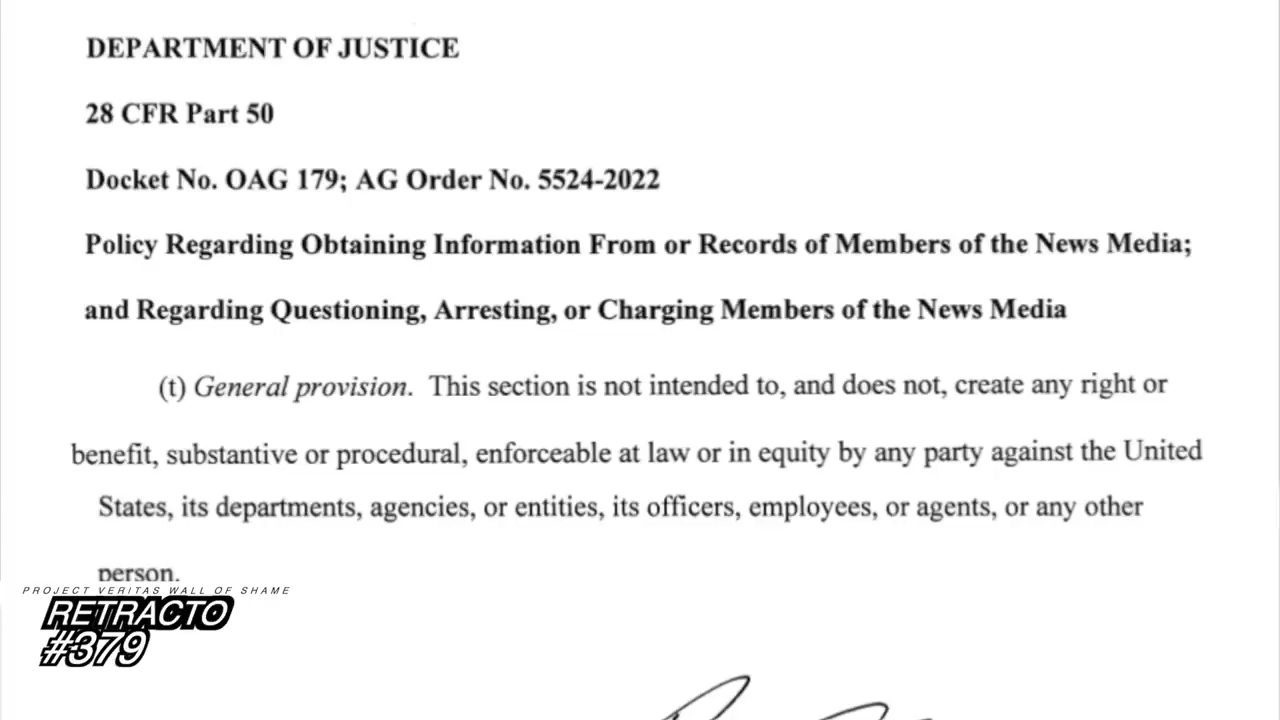 DEPARTMENT OF JUSTICE
28 CFR Part 50
Docket No. OAG 179; AG Order No. 5524-2022
Policy Regarding Obtaining Information From or Records of Members of the News Media;
and Regarding Questioning, Arresting, or Charging Members of the News Media
(t) General provision. This section is not intended to, and does not, create any right or
benefit, substantive or procedural, enforceable at law or in equity by any party against the United
States, its departments, agencies, or entities, its officers, employees, or agents, or any other
person.
PROJECT VERITAS WALL OF SHAME
RETRACTO
#379